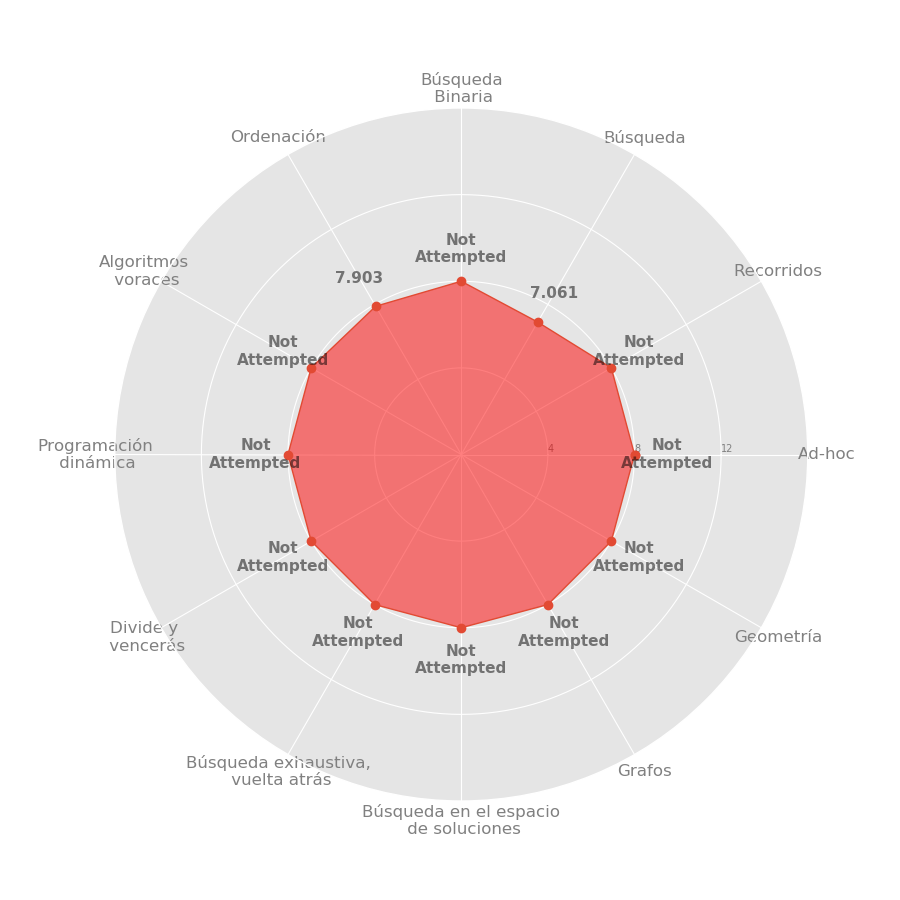 Búsqueda
Binaria
Ordenación
Búsqueda
Not
Attempted
Algoritmos
voraces
7.903
7.061
Recorridos
Not
Attempted
Not
Attempted
Programación
dinámica
Not
Attempted
4
8
12
Not
Attempted
Ad-hoc
Not
Attempted
Not
Attempted
Divide y
vencerás
Not
Attempted
Not
Attempted
Not
Attempted
Geometría
Búsqueda exhaustiva,
vuelta atrás
Grafos
Búsqueda en el espacio
de soluciones